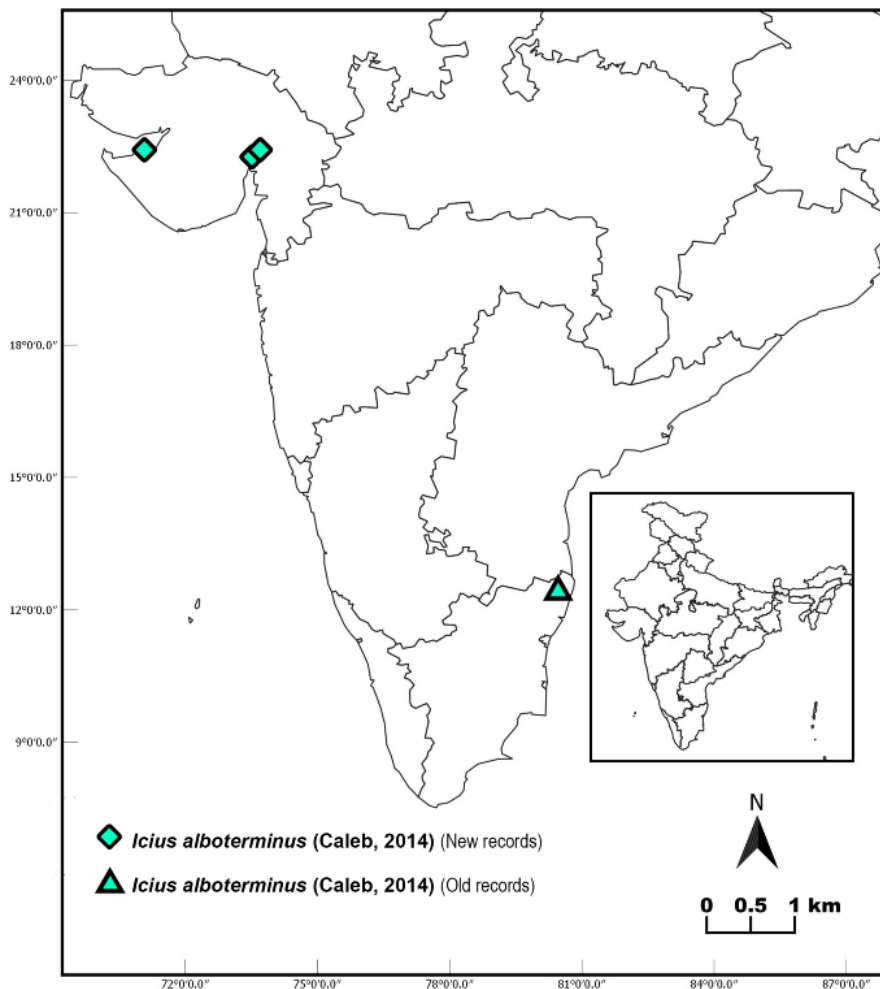 24°0'0.0"
21°0'0.0"
18°0'0.0"
15°0'0.0"
12°0'0.0"
9°0'0.0"
N
Icius alboterminus (Caleb, 2014) (New records)
Icius alboterminus (Caleb, 2014) (Old records)
0 0.5 1 km
72°0'0.0" 75°0'0.0" 78°0'0.0" 81°0'0.0" 84°0'0.0" 87°0'0.0"